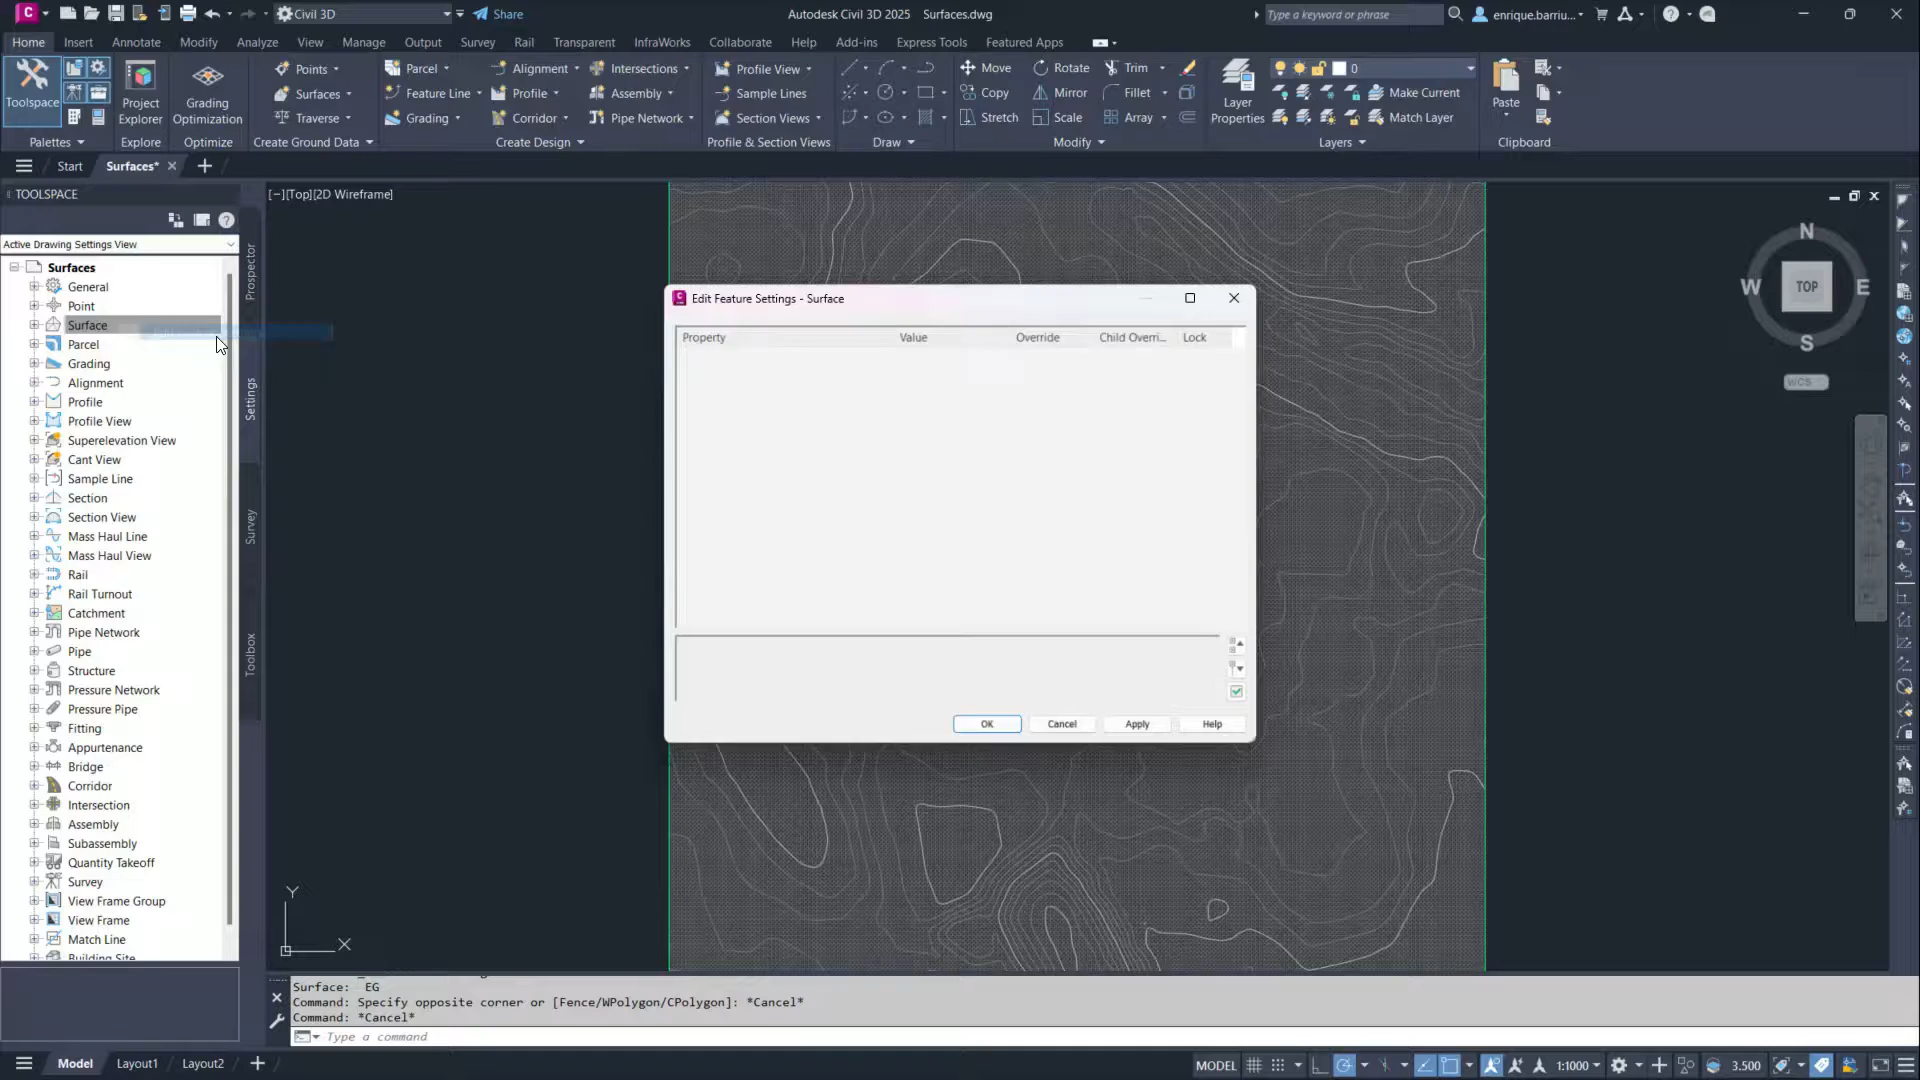 Civil 3D
Share
Autodesk Civil 3D 2025 Surfaces.dwg
Type a keyword or phrase
enrique.barriu...
Home Insert Annotate Modify Analyze View Manage Output Survey Rail Transparent InfraWorks Collaborate Help Add-ins Express Tools Featured Apps
Points Parcel Alignment Intersections Profile View Move Rotate Trim 0
Surfaces Feature Line Profile Assembly Sample Lines Copy Mirror Fillet Make Current
Traverse Grading Corridor Pipe Network Section Views Stretch Scale Array Match Layer
Toolspace
Project Explorer
Grading Optimization
Layer Properties
Paste
Palettes Explore Optimize Create Ground Data Create Design Profile & Section Views Draw Modify Layers Clipboard
Start Surfaces*
TOOLSPACE
[−][Top][2D Wireframe]
Active Drawing Settings View
Surfaces
General
Point
Surface
Parcel
Grading
Alignment
Profile
Profile View
Superelevation View
Cant View
Sample Line
Section
Section View
Mass Haul Line
Mass Haul View
Rail
Rail Turnout
Catchment
Pipe Network
Pipe
Structure
Pressure Network
Pressure Pipe
Fitting
Appurtenance
Bridge
Corridor
Intersection
Assembly
Subassembly
Quantity Takeoff
Survey
View Frame Group
View Frame
Match Line
Building Site
Prospector
Settings
Survey
Toolbox
Edit Feature Settings - Surface
Property Value Override Child Overri... Lock
OK Cancel Apply Help
N
W TOP E
S
WCS
Y
X
Surface: EG
Command: Specify opposite corner or [Fence/WPolygon/CPolygon]: *Cancel*
Command: *Cancel*
Type a command
Model Layout1 Layout2
MODEL 1:1000 3.500